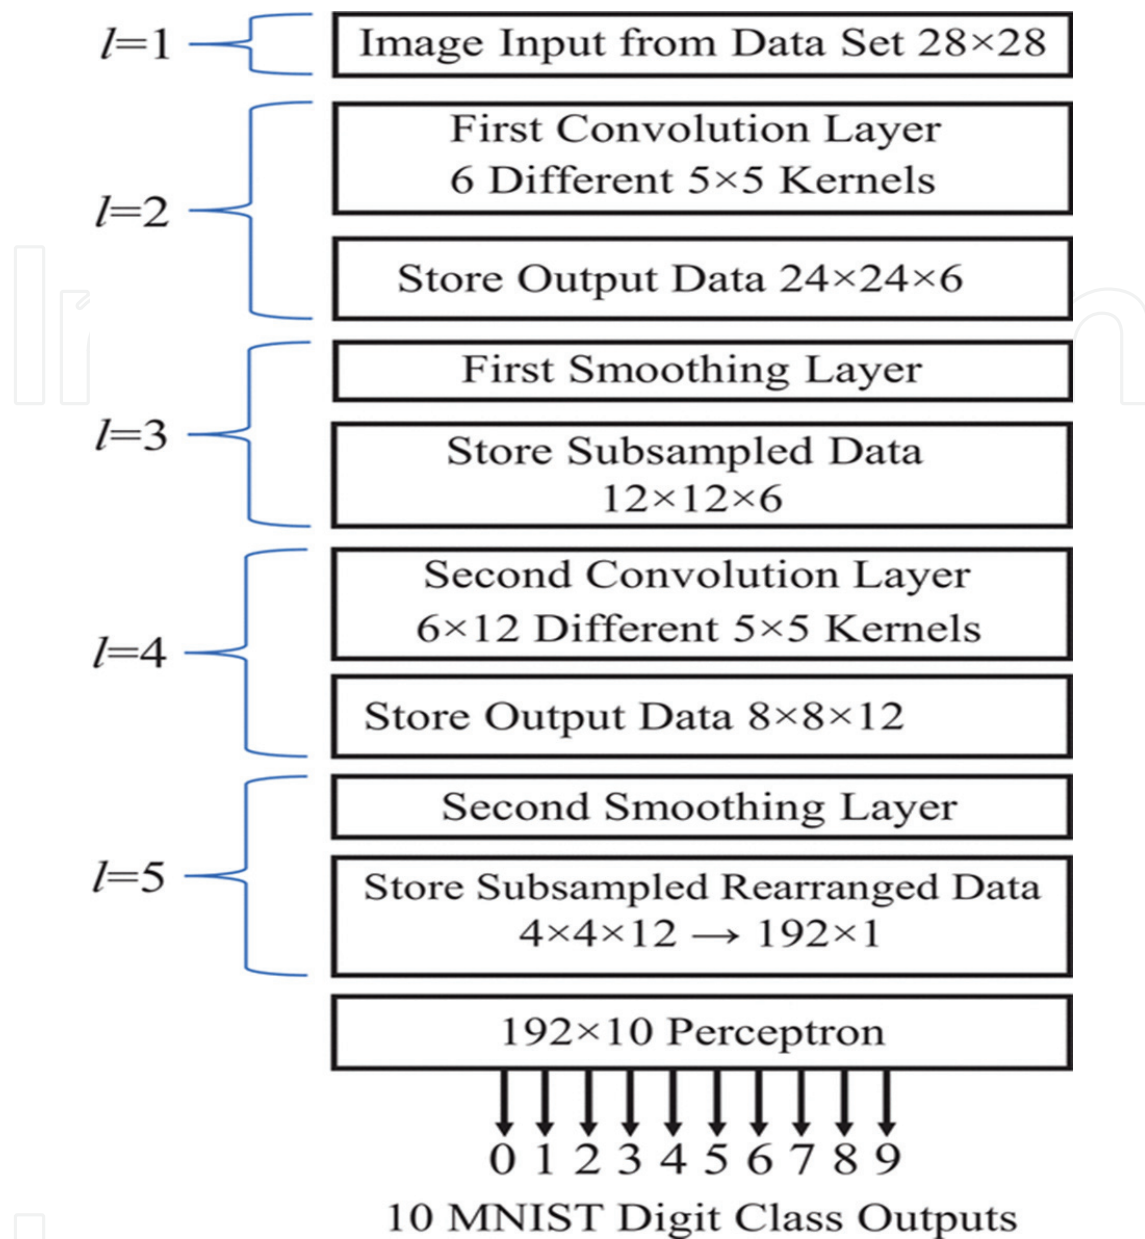 l=1
Image Input from Data Set 28×28
l=2
First Convolution Layer
6 Different 5×5 Kernels
Store Output Data 24×24×6
l=3
First Smoothing Layer
Store Subsampled Data
12×12×6
l=4
Second Convolution Layer
6×12 Different 5×5 Kernels
Store Output Data 8×8×12
l=5
Second Smoothing Layer
Store Subsampled Rearranged Data
4×4×12 → 192×1
192×10 Perceptron
0 1 2 3 4 5 6 7 8 9
10 MNIST Digit Class Outputs